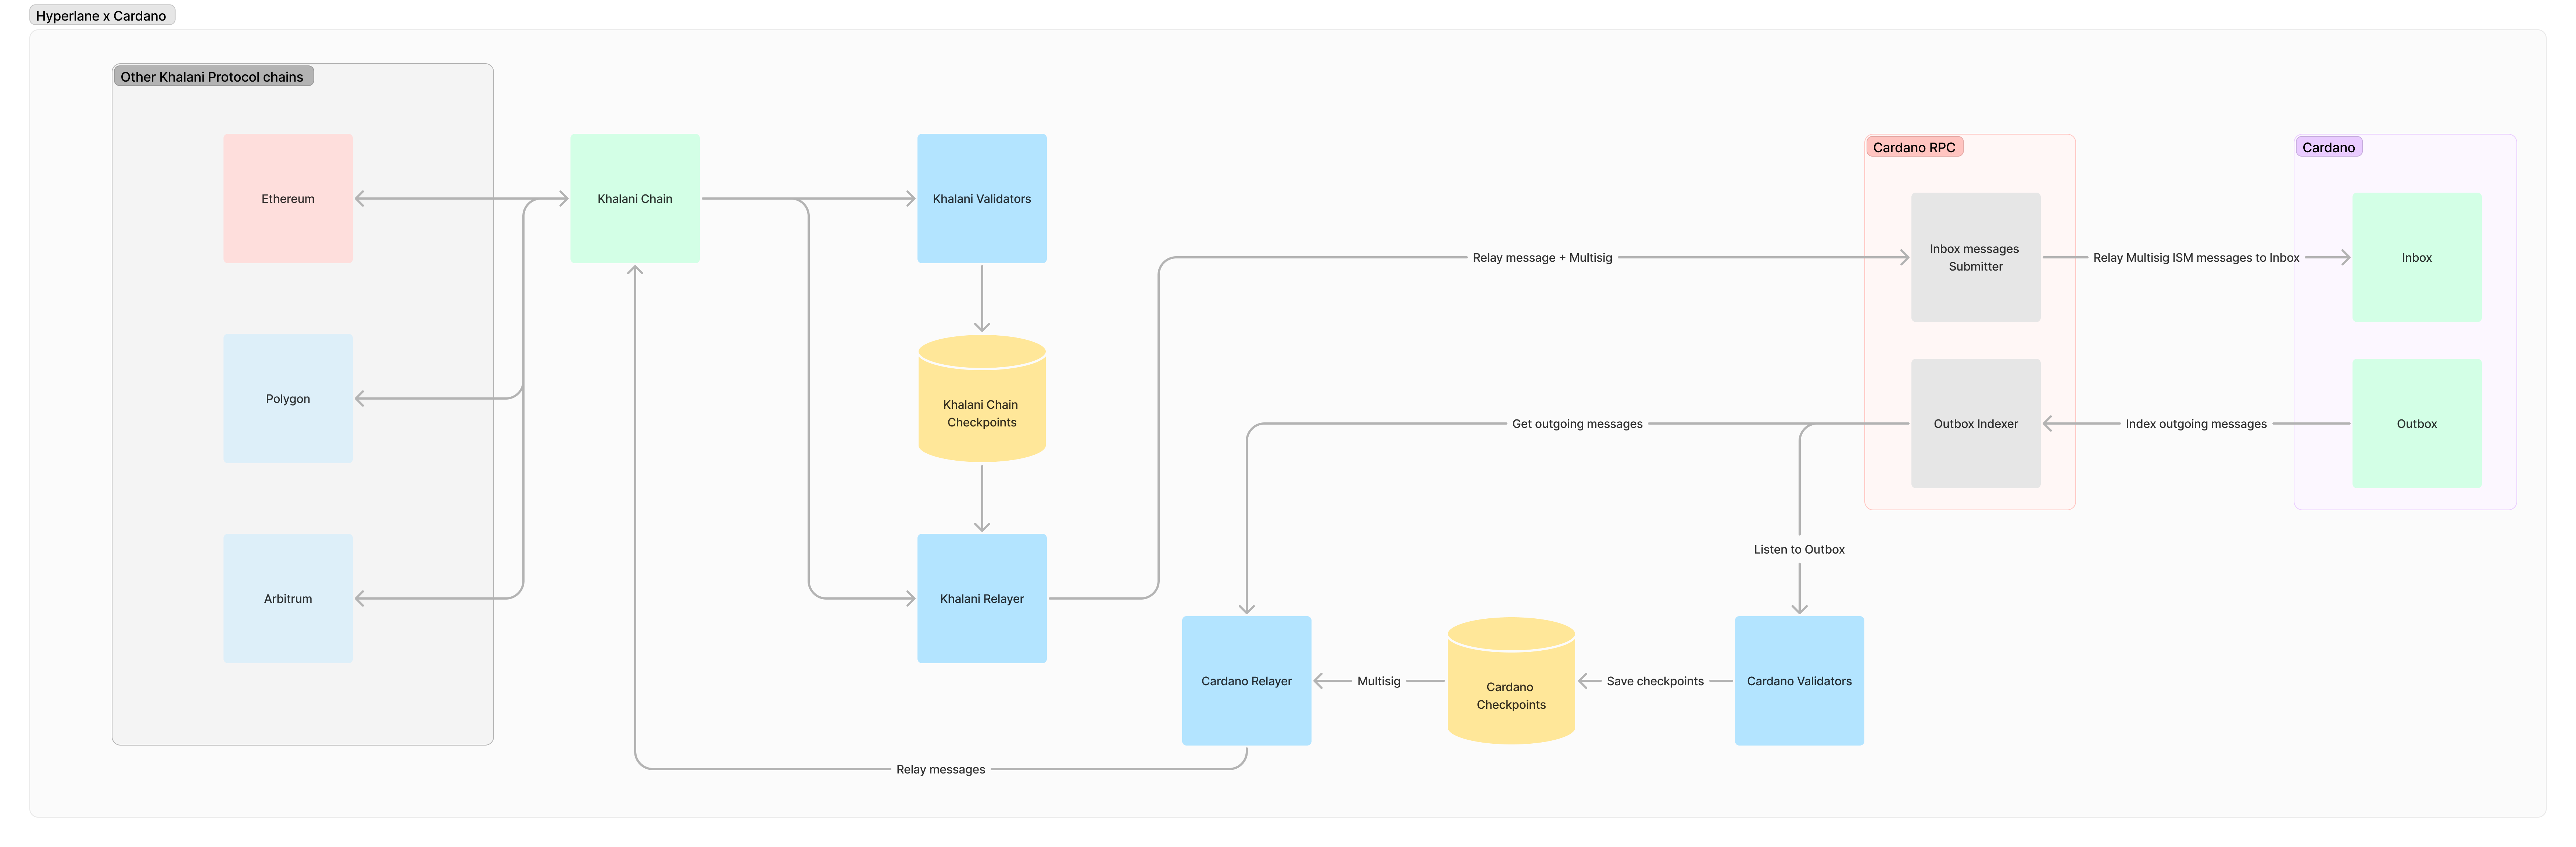 Hyperlane x Cardano
Other Khalani Protocol chains
Ethereum
Polygon
Arbitrum
Khalani Chain
Khalani Validators
Khalani Chain
Checkpoints
Khalani Relayer
Relay message + Multisig
Cardano RPC
Inbox messages
Submitter
Relay Multisig ISM messages to Inbox
Cardano
Inbox
Get outgoing messages
Outbox Indexer
Index outgoing messages
Outbox
Listen to Outbox
Cardano Relayer
Multisig
Cardano
Checkpoints
Save checkpoints
Cardano Validators
Relay messages